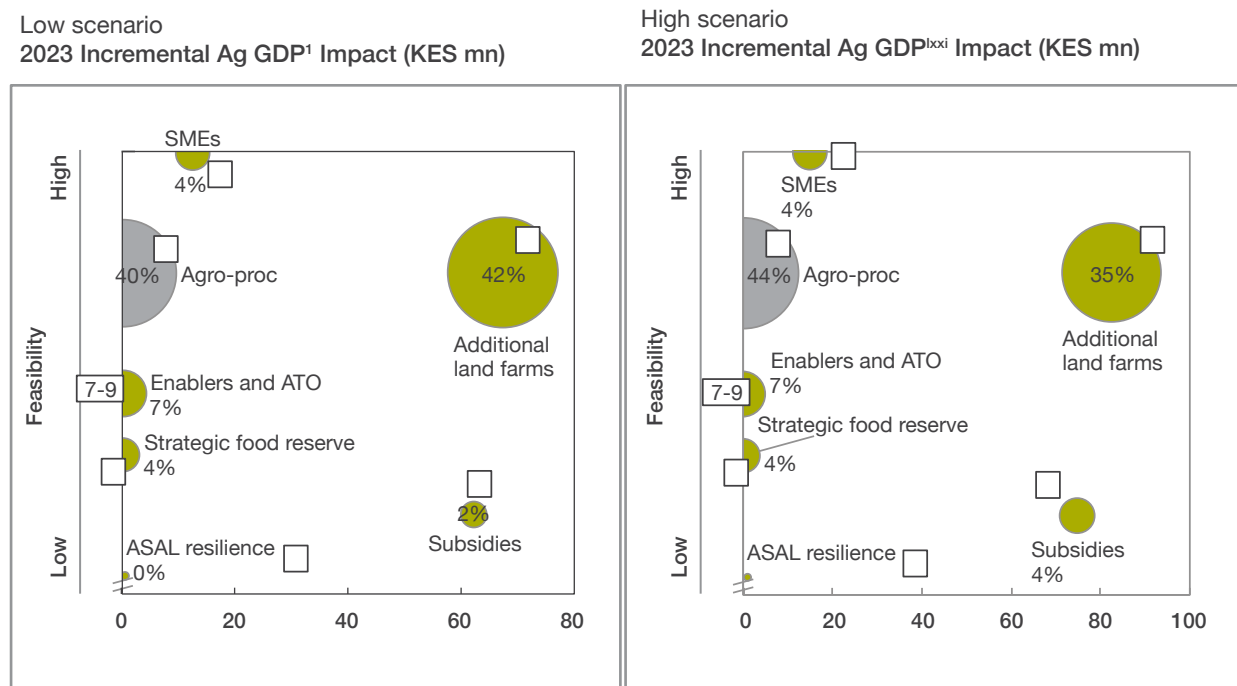 Low scenario
2023 Incremental Ag GDP¹ Impact (KES mn)
High
Feasibility
Low
SMEs
4%
40%
Agro-proc
42%
Additional
land farms
7-9
Enablers and ATO
7%
Strategic food reserve
4%
2%
Subsidies
ASAL resilience
0%
0
20
40
60
80
High scenario
2023 Incremental Ag GDPˡˣˣⁱ Impact (KES mn)
High
Feasibility
Low
SMEs
4%
44%
Agro-proc
35%
Additional
land farms
Enablers and ATO
7-9
7%
Strategic food reserve
4%
Subsidies
4%
ASAL resilience
0
20
40
60
80
100